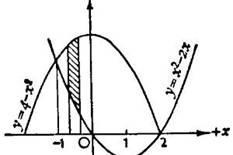 y=4-x²
y=x²-2x
-1
O
1
2
+x